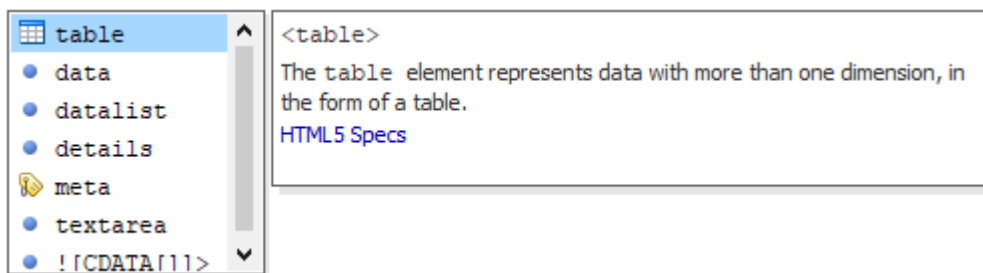 table
data
datalist
details
meta
textarea
![CDATA[]]>
<table>
The table element represents data with more than one dimension, in
the form of a table.
HTML5 Specs